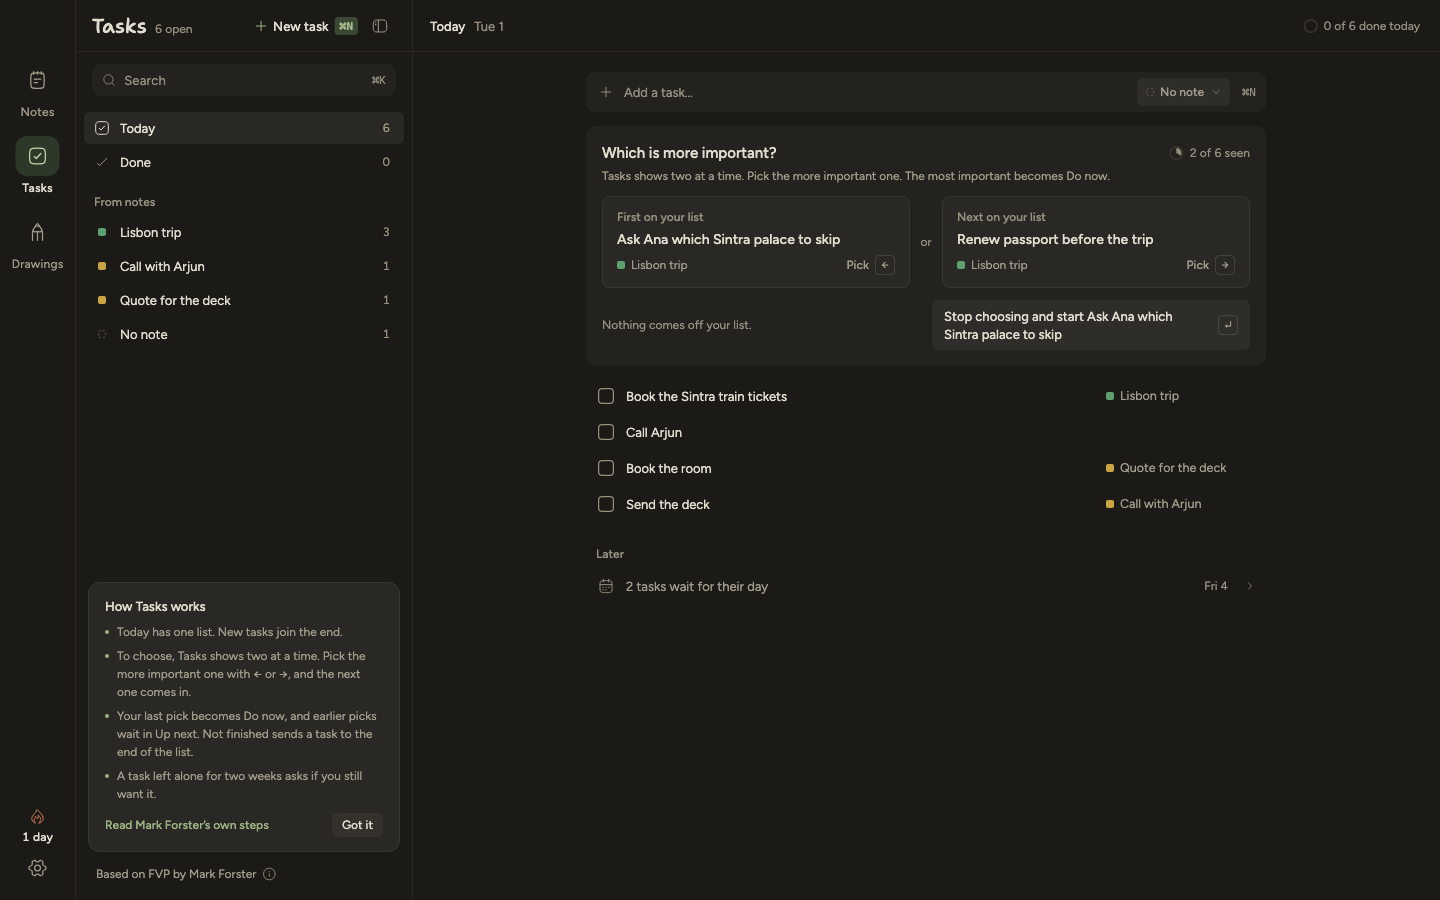 Tasks 6 open
New task ⌘N
Search ⌘K
Today 6
Done 0
From notes
Lisbon trip 3
Call with Arjun 1
Quote for the deck 1
No note 1
Notes
Tasks
Drawings
1 day
How Tasks works
• Today has one list. New tasks join the end.
• To choose, Tasks shows two at a time. Pick the
more important one with ← or →, and the next
one comes in.
• Your last pick becomes Do now, and earlier picks
wait in Up next. Not finished sends a task to the
end of the list.
• A task left alone for two weeks asks if you still
want it.
Read Mark Forster's own steps
Got it
Based on FVP by Mark Forster
Today Tue 1
0 of 6 done today
Add a task...
No note ⌘N
Which is more important?
2 of 6 seen
Tasks shows two at a time. Pick the more important one. The most important becomes Do now.
First on your list
Ask Ana which Sintra palace to skip
Lisbon trip
Pick ←
or
Next on your list
Renew passport before the trip
Lisbon trip
Pick →
Nothing comes off your list.
Stop choosing and start Ask Ana which
Sintra palace to skip
Book the Sintra train tickets
Lisbon trip
Call Arjun
Book the room
Quote for the deck
Send the deck
Call with Arjun
Later
2 tasks wait for their day
Fri 4